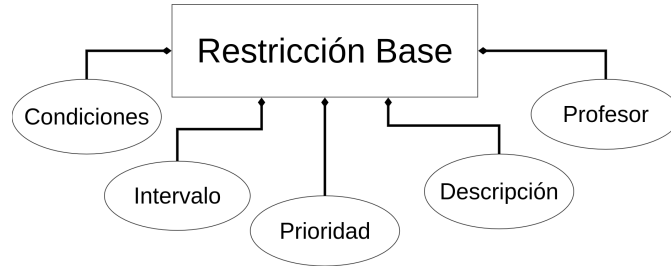 Restricción Base
Condiciones
Profesor
Intervalo
Descripción
Prioridad